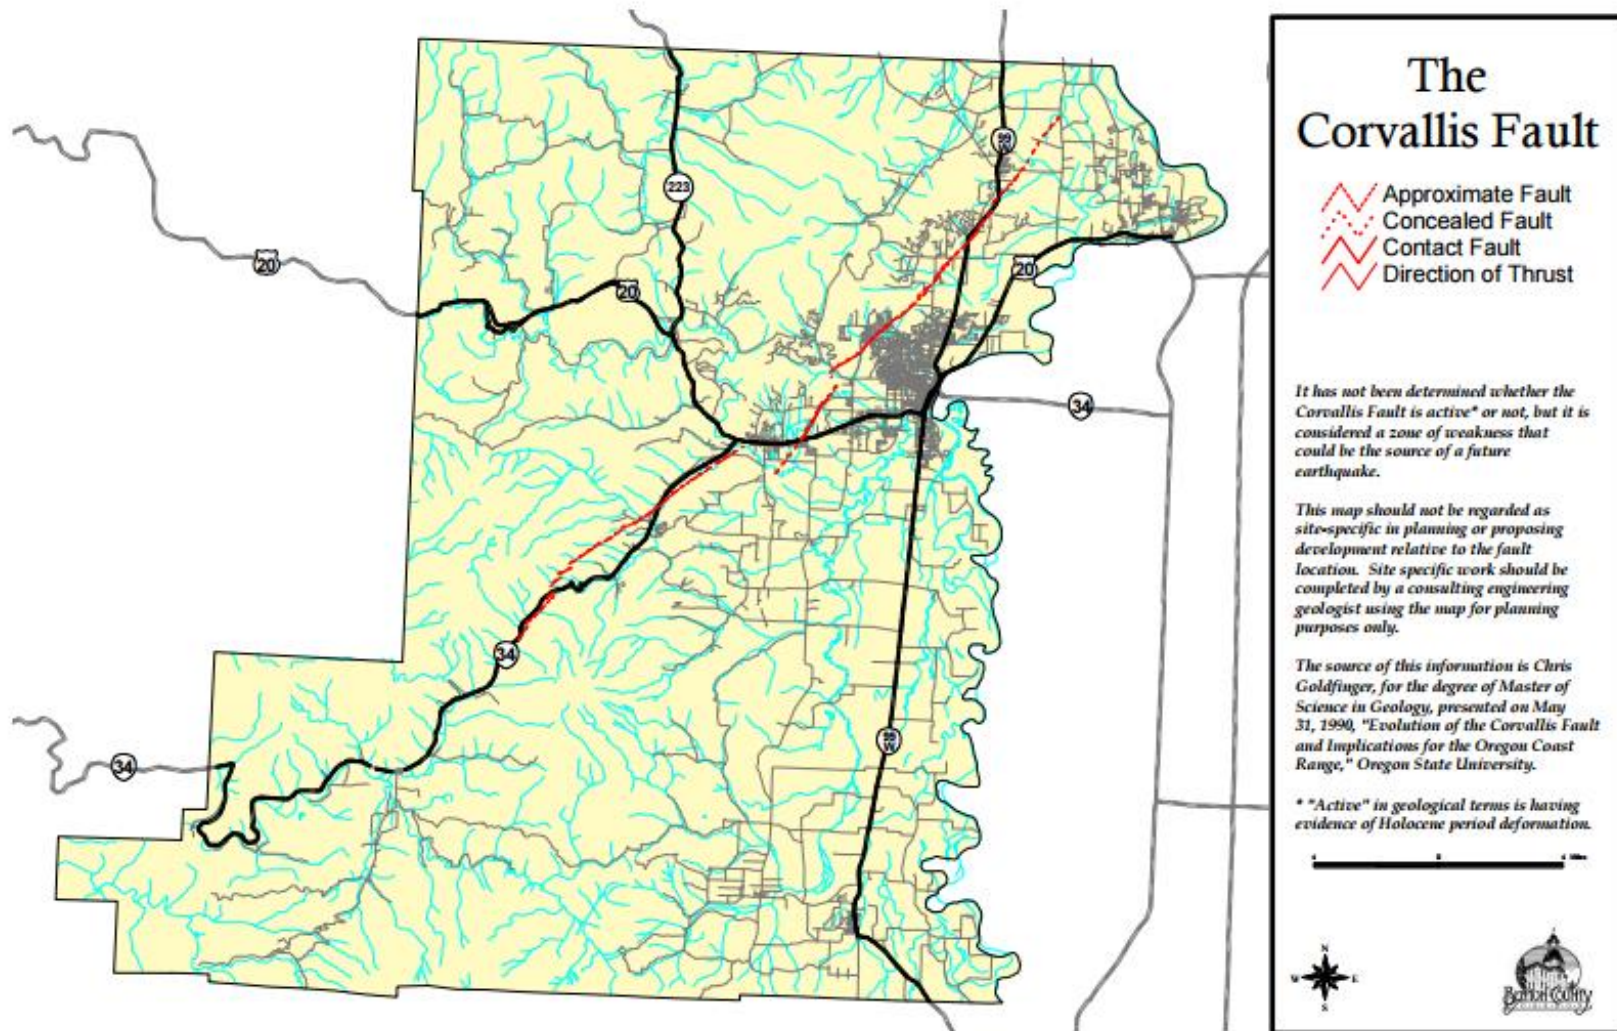 The
Corvallis Fault
Approximate Fault
Concealed Fault
Contact Fault
Direction of Thrust
It has not been determined whether the
Corvallis Fault is active* or not, but it is
considered a zone of weakness that
could be the source of a future
earthquake.
This map should not be regarded as
site-specific in planning or proposing
development relative to the fault
location. Site specific work should be
completed by a consulting engineering
geologist using the map for planning
purposes only.
The source of this information is Chris
Goldfinger, for the degree of Master of
Science in Geology, presented on May
31, 1990, "Evolution of the Corvallis Fault
and Implications for the Oregon Coast
Range," Oregon State University.
* "Active" in geological terms is having
evidence of Holocene period deformation.
N
W E
S
Benton County
99
W
223
20
20
20
34
34
99
W
34